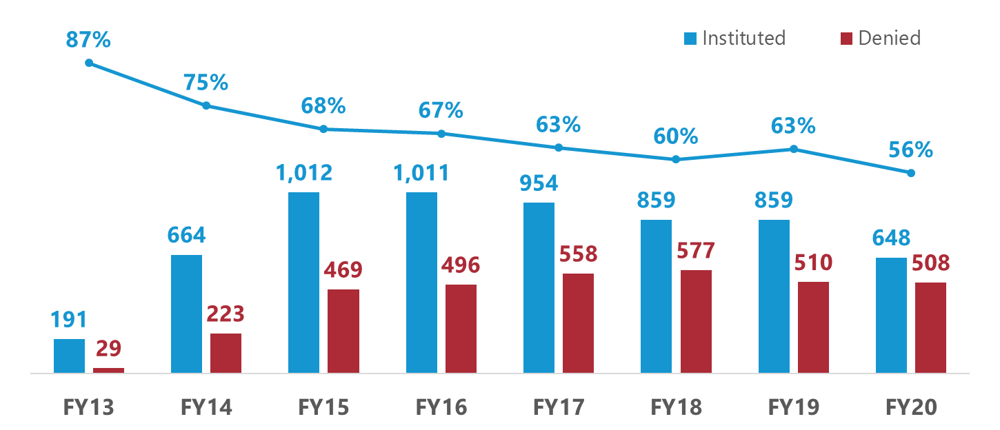 87%
75%
68%
67%
63%
60%
63%
56%
Instituted
Denied
191
29
664
223
1,012
469
1,011
496
954
558
859
577
859
510
648
508
FY13
FY14
FY15
FY16
FY17
FY18
FY19
FY20